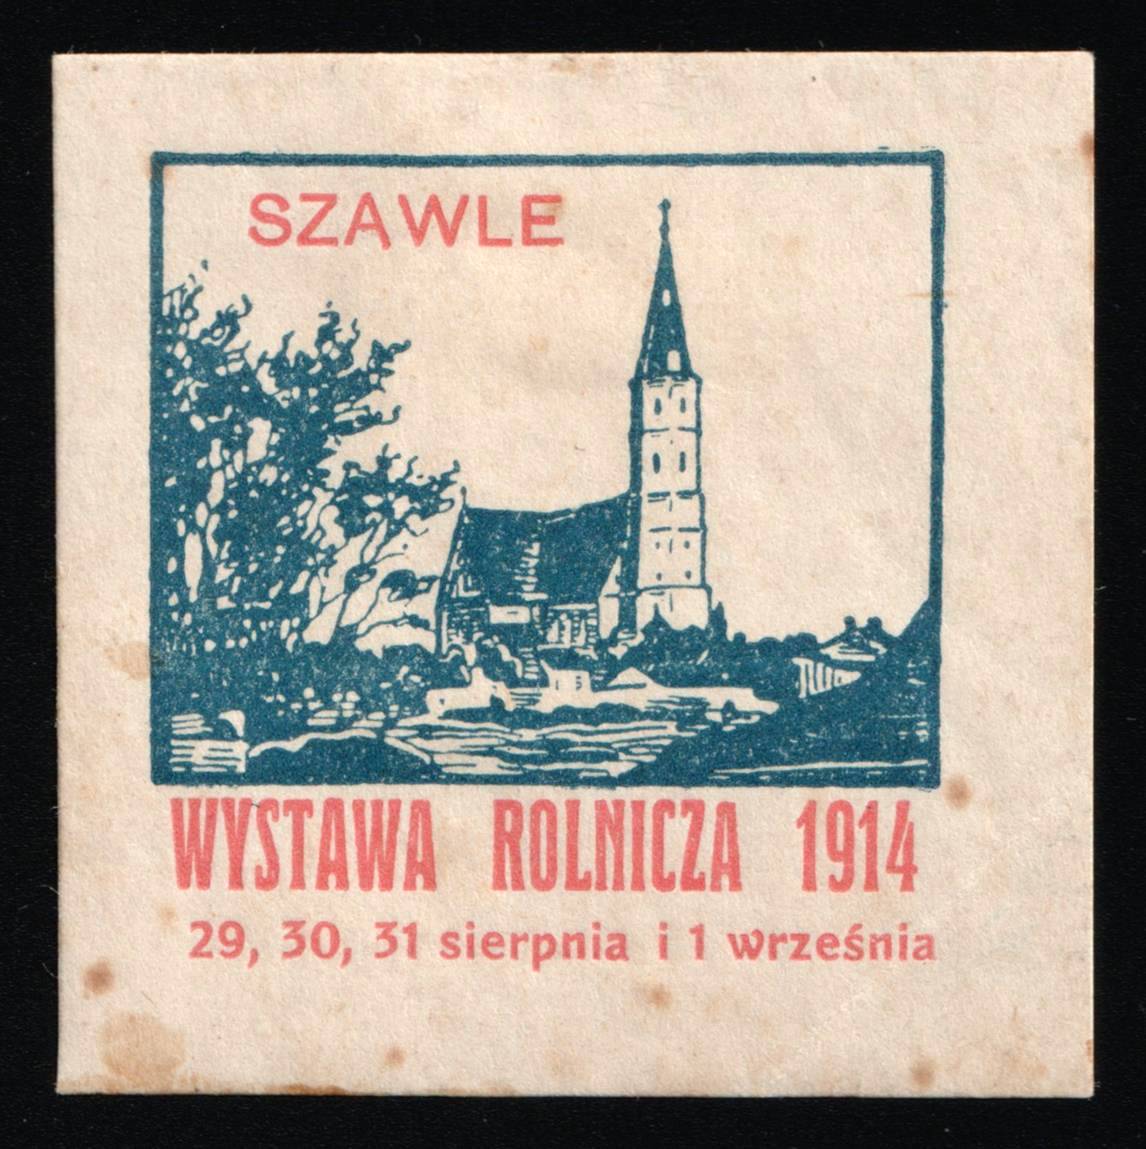 SZAWLE
WYSTAWA ROLNICZA 1914
29, 30, 31 sierpnia i 1 września